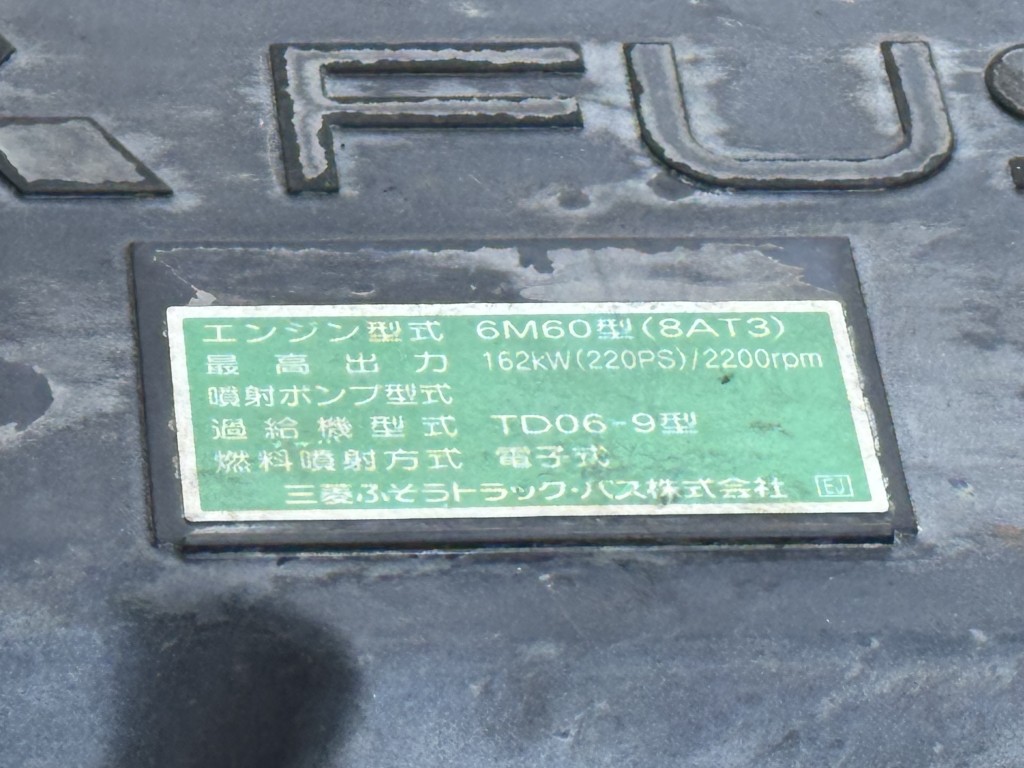 FUS
エンジン型式 6M60型(8AT3)
最高出力 162kW(220PS)/2200rpm
噴射ポンプ型式
過給機型式 TD06-9型
燃料噴射方式 電子式
三菱ふそうトラック・バス株式会社 EJ